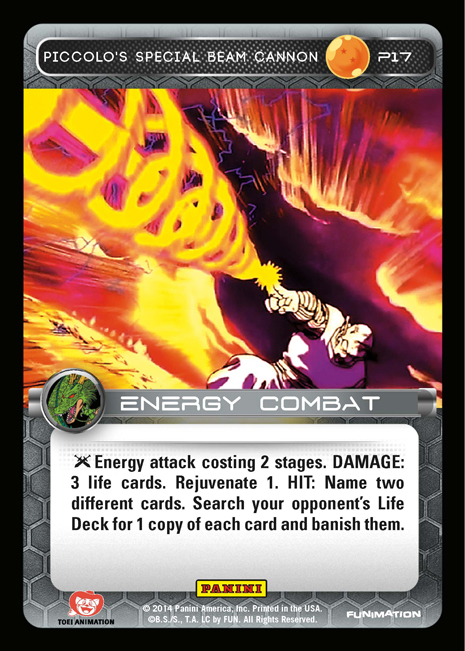 PICCOLO'S SPECIAL BEAM CANNON P17
ENERGY COMBAT
Energy attack costing 2 stages. DAMAGE:
3 life cards. Rejuvenate 1. HIT: Name two
different cards. Search your opponent's Life
Deck for 1 copy of each card and banish them.
PANINI
TOEI ANIMATION
© 2014 Panini America, Inc. Printed in the USA.
©B.S./S., T.A. LC by FUN. All Rights Reserved.
FUNIMATION